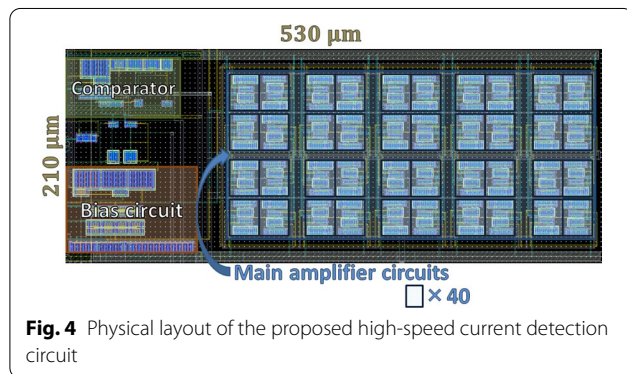 530 μm
210 μm
Comparator
Bias circuit
Main amplifier circuits
× 40
Fig. 4 Physical layout of the proposed high-speed current detection
circuit